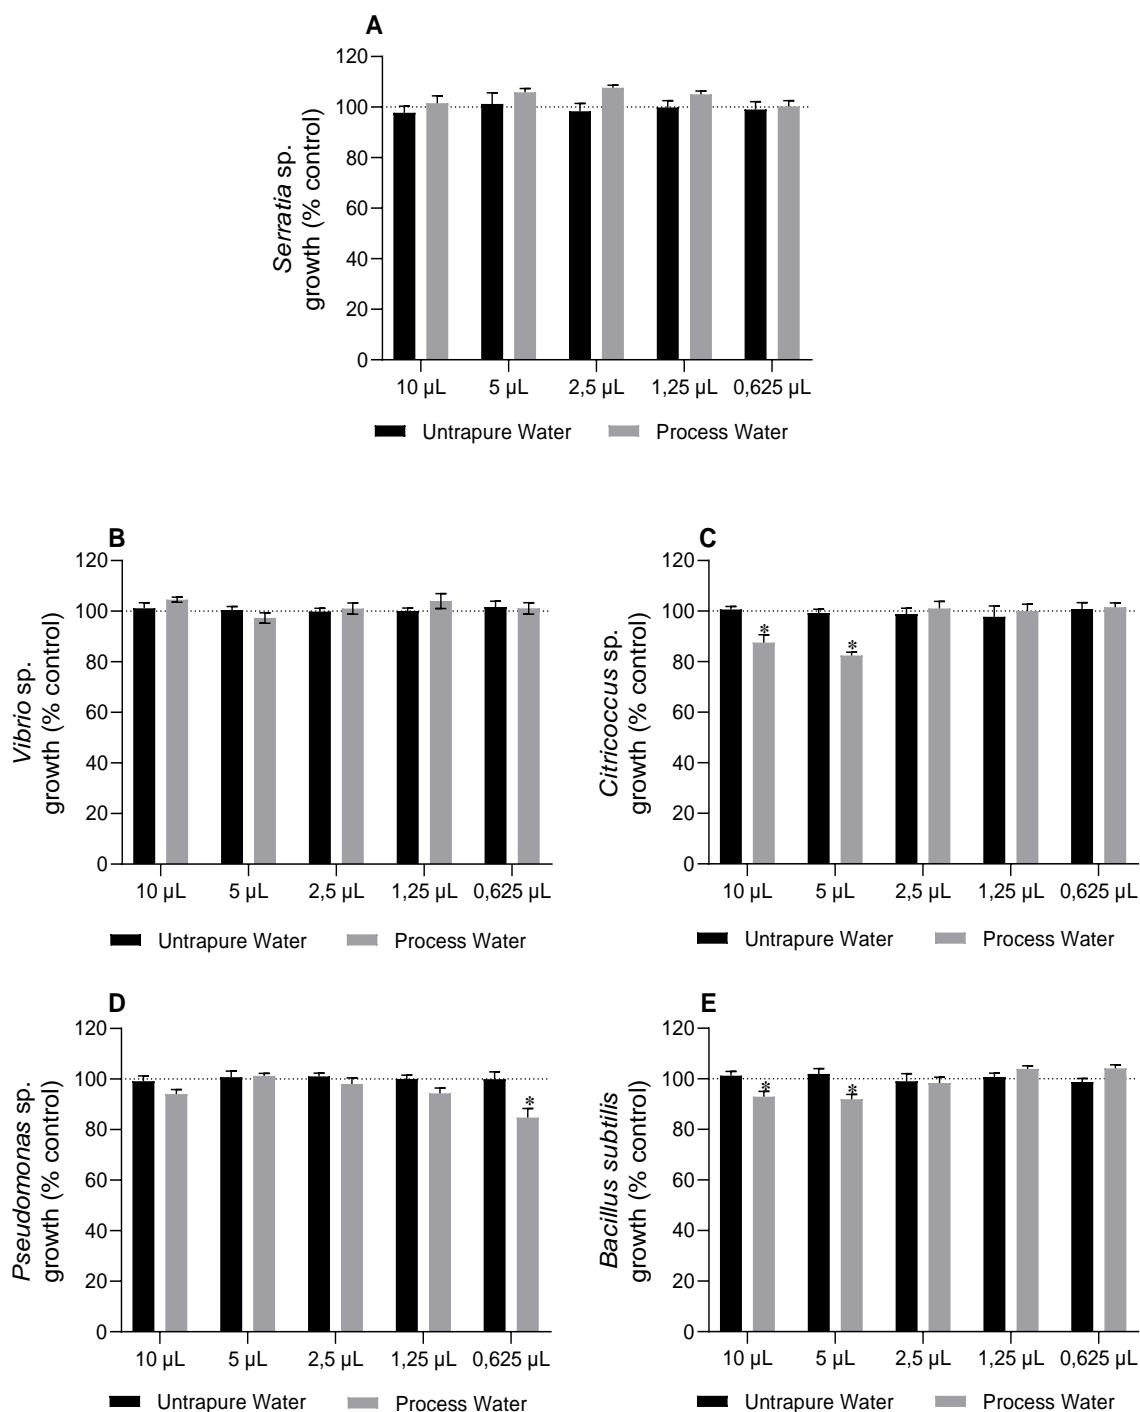 A
120
100
80
60
40
20
0
Serratia sp.
growth (% control)
10 µL 5 µL 2,5 µL 1,25 µL 0,625 µL
Untrapure Water Process Water
B
120
100
80
60
40
20
0
Vibrio sp.
growth (% control)
10 µL 5 µL 2,5 µL 1,25 µL 0,625 µL
Untrapure Water Process Water
C
120
100
80
60
40
20
0
Citricoccus sp.
growth (% control)
* *
10 µL 5 µL 2,5 µL 1,25 µL 0,625 µL
Untrapure Water Process Water
D
120
100
80
60
40
20
0
Pseudomonas sp.
growth (% control)
*
10 µL 5 µL 2,5 µL 1,25 µL 0,625 µL
Untrapure Water Process Water
E
120
100
80
60
40
20
0
Bacillus subtilis
growth (% control)
* *
10 µL 5 µL 2,5 µL 1,25 µL 0,625 µL
Untrapure Water Process Water